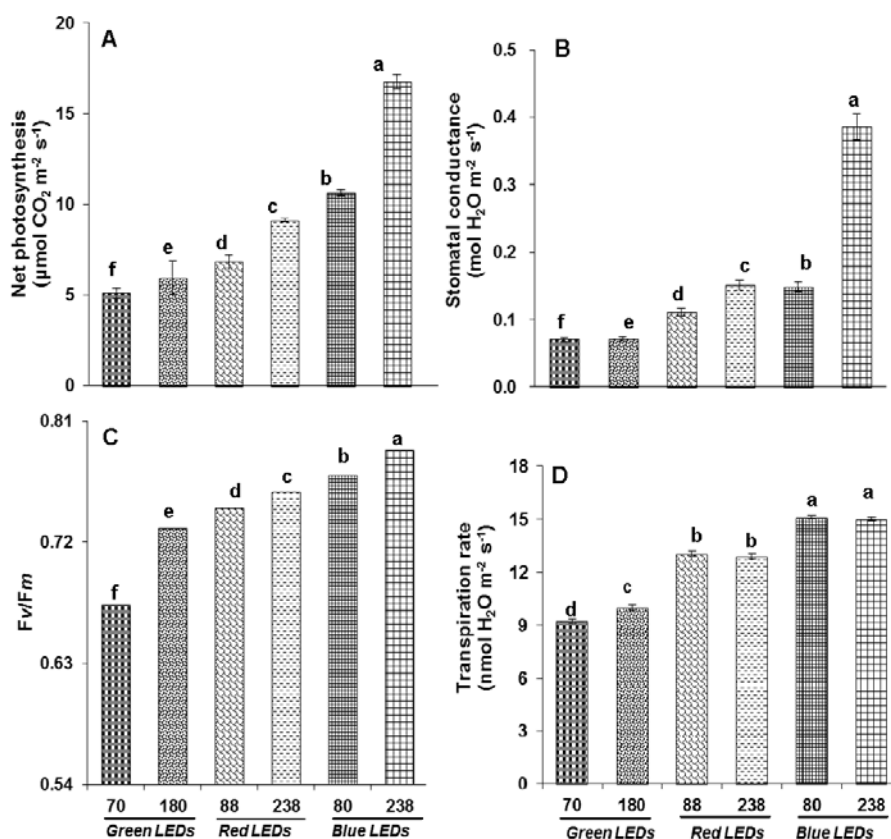 A
Net photosynthesis
(µmol CO₂ m⁻² s⁻¹)
20
15
10
5
0
f
e
d
c
b
a
B
Stomatal conductance
(mol H₂O m⁻² s⁻¹)
0.5
0.4
0.3
0.2
0.1
0.0
f
e
d
c
b
a
C
Fv/Fm
0.81
0.72
0.63
0.54
f
e
d
c
b
a
70 180 88 238 80 238
Green LEDs Red LEDs Blue LEDs
D
Transpiration rate
(nmol H₂O m⁻² s⁻¹)
18
15
12
9
6
3
0
d
c
b
b
a
a
70 180 88 238 80 238
Green LEDs Red LEDs Blue LEDs